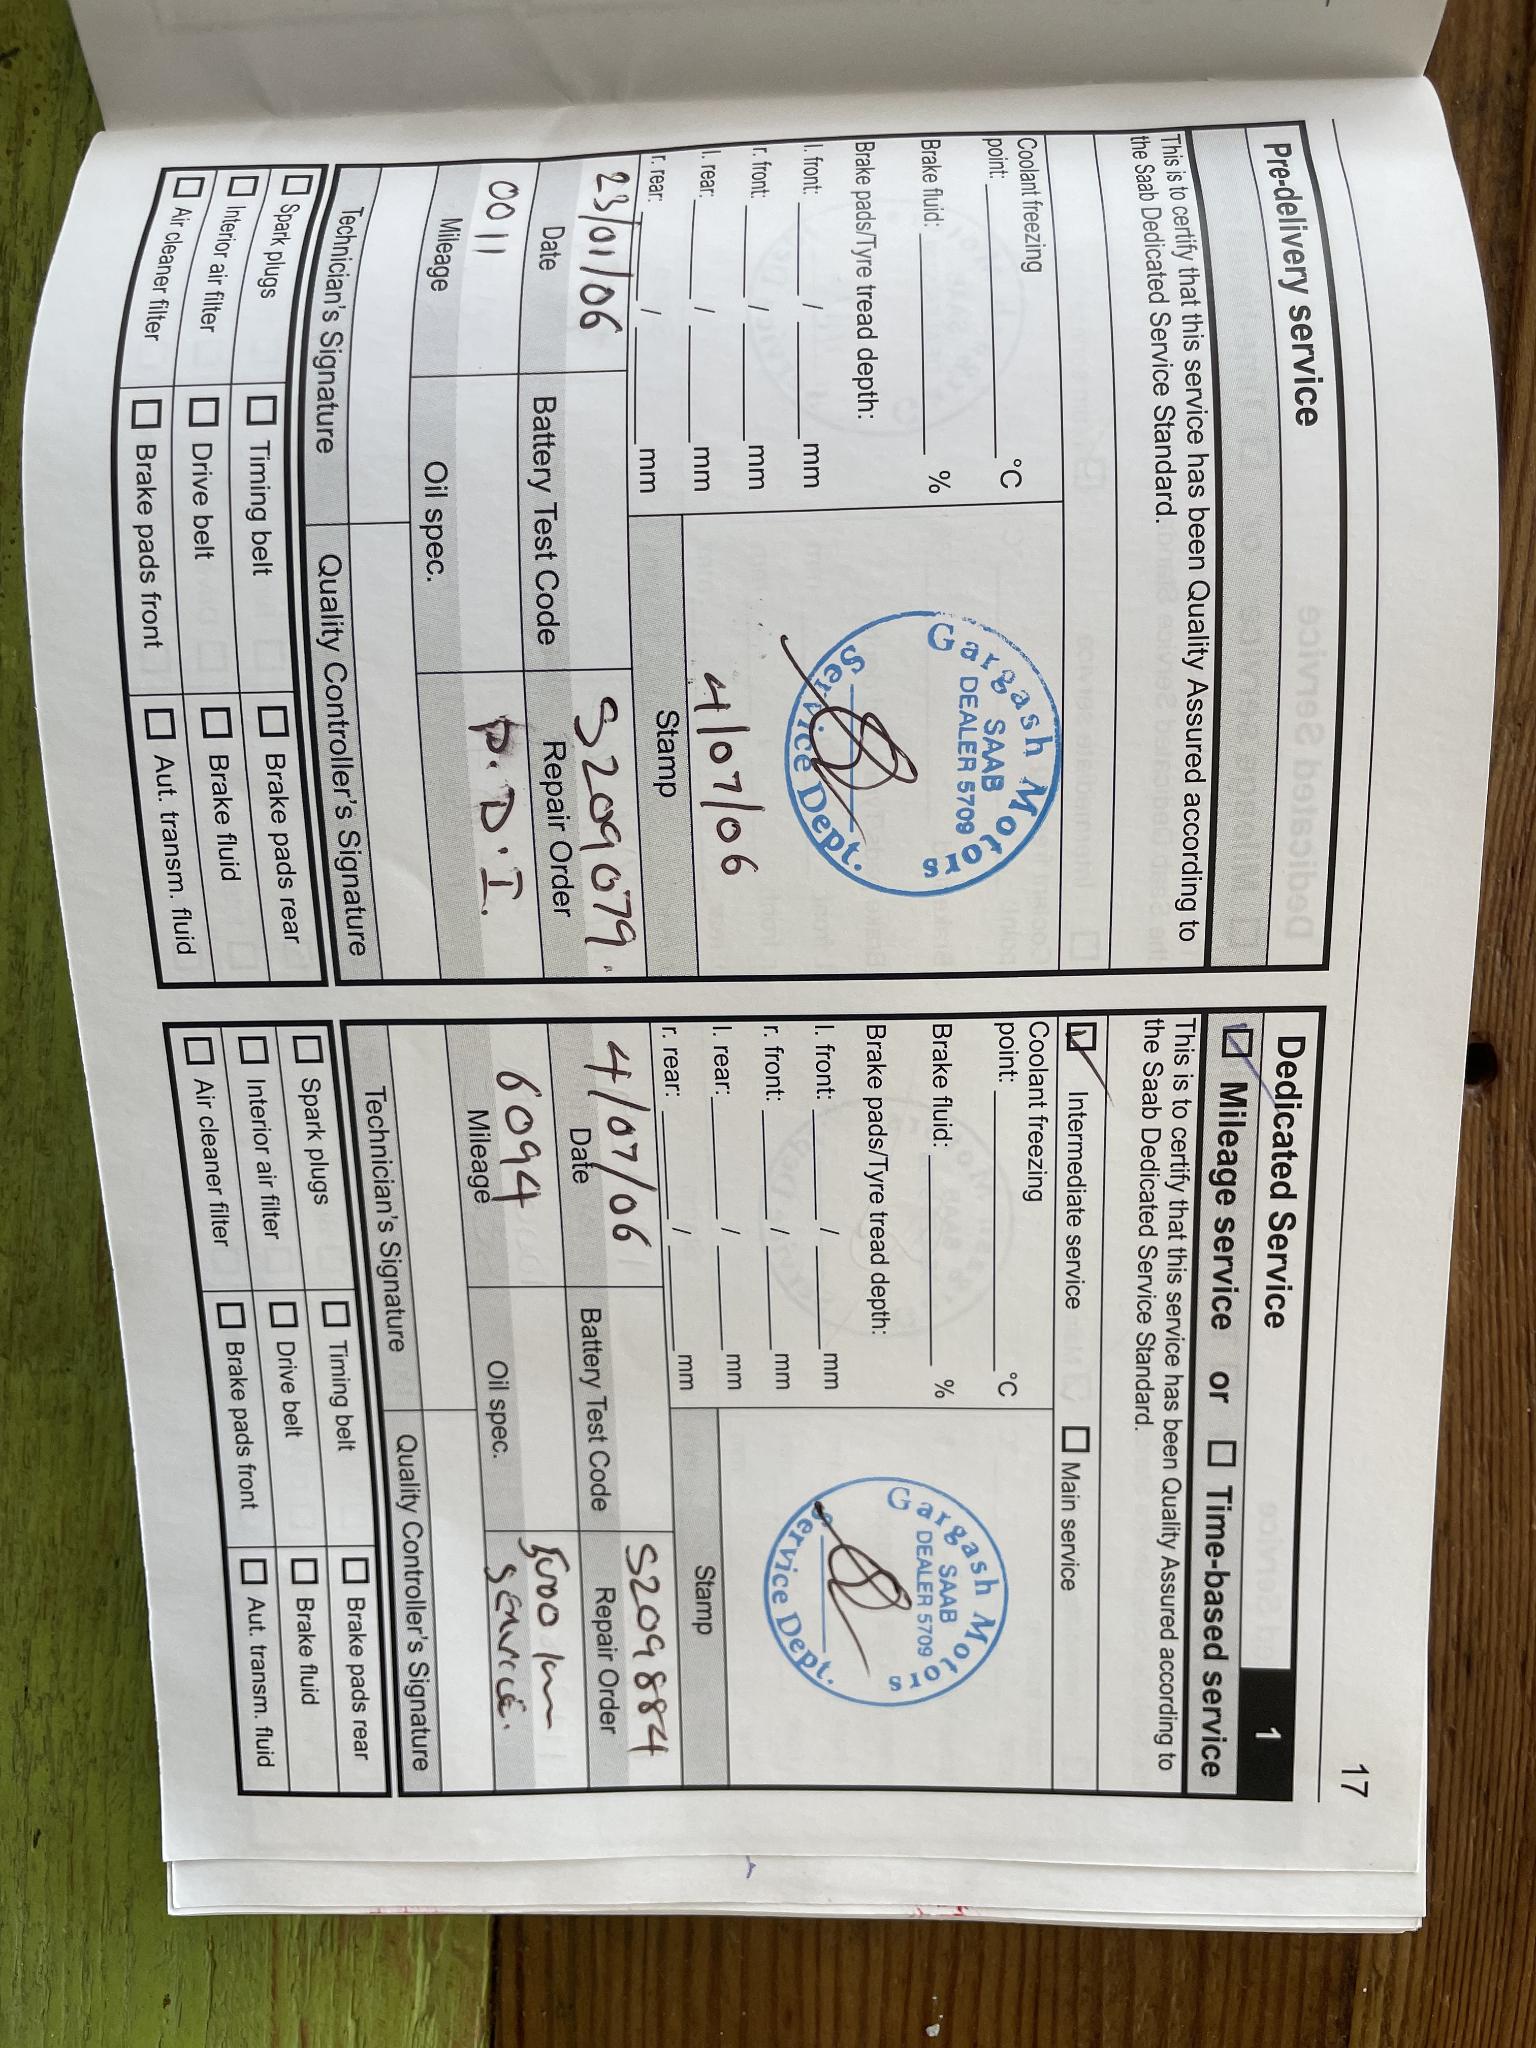 17
Pre-delivery service
This is to certify that this service has been Quality Assured according to
the Saab Dedicated Service Standard.
Coolant freezing
point: °C
Brake fluid: %
Brake pads/Tyre tread depth:
l. front: / mm
r. front: / mm
l. rear: / mm
r. rear: / mm
Gargash Motors
SAAB
DEALER 5709
Service Dept.
4/07/06
Stamp
23/01/06
S209079.
Date
Battery Test Code
Repair Order
0011
P.D.I.
Mileage
Oil spec.
Technician's Signature
Quality Controller's Signature
Spark plugs
Timing belt
Brake pads rear
Interior air filter
Drive belt
Brake fluid
Air cleaner filter
Brake pads front
Aut. transm. fluid
Dedicated Service 1
Mileage service or Time-based service
This is to certify that this service has been Quality Assured according to
the Saab Dedicated Service Standard.
Intermediate service
Main service
Coolant freezing
point: °C
Brake fluid: %
Brake pads/Tyre tread depth:
l. front: / mm
r. front: / mm
l. rear: / mm
r. rear: / mm
Gargash Motors
SAAB
DEALER 5709
Service Dept.
Stamp
4/07/06
S209884
Date
Battery Test Code
Repair Order
6094
5000 km
service.
Mileage
Oil spec.
Technician's Signature
Quality Controller's Signature
Spark plugs
Timing belt
Brake pads rear
Interior air filter
Drive belt
Brake fluid
Air cleaner filter
Brake pads front
Aut. transm. fluid